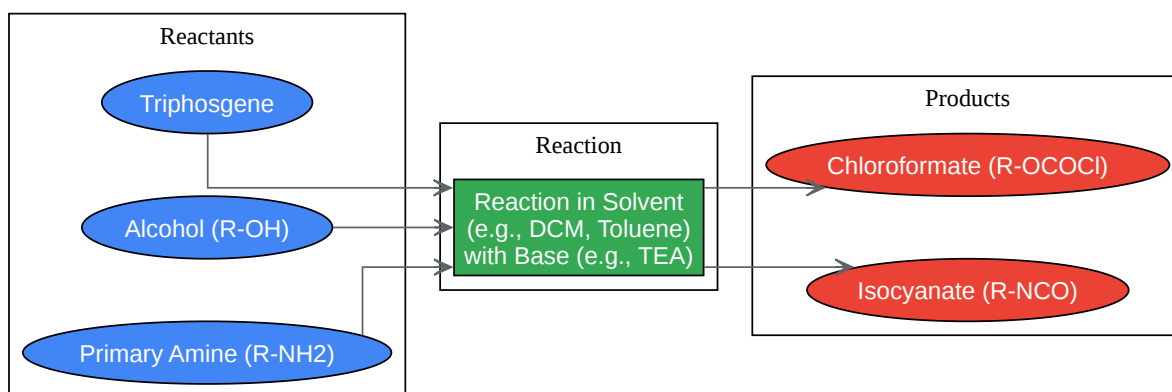 Reactants
Triphosgene
Alcohol (R-OH)
Primary Amine (R-NH2)
Reaction
Reaction in Solvent
(e.g., DCM, Toluene)
with Base (e.g., TEA)
Products
Chloroformate (R-OCOCl)
Isocyanate (R-NCO)